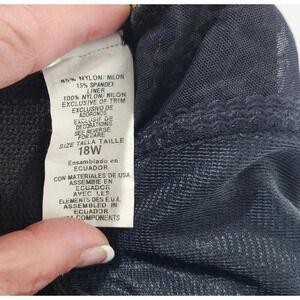 85% NYLON/ NILON
15% SPANDEX
LINER
100% NYLON/ NILON
EXCLUSIVE OF TRIM
EXCLUSIVO DE
ADORONOS
EXCLUSIF DE
DECORATIONS
SEE REVERSE
FOR CARE
SIZE TALLA TAILLE
18W
Ensamblado en
ECUADOR
CON MATERIALES DE USA
ASSEMBLE EN
ECUADOR
AVEC LES
ELEMENTS DES E.U.
ASSEMBLED IN
ECUADOR
COMPONENTS